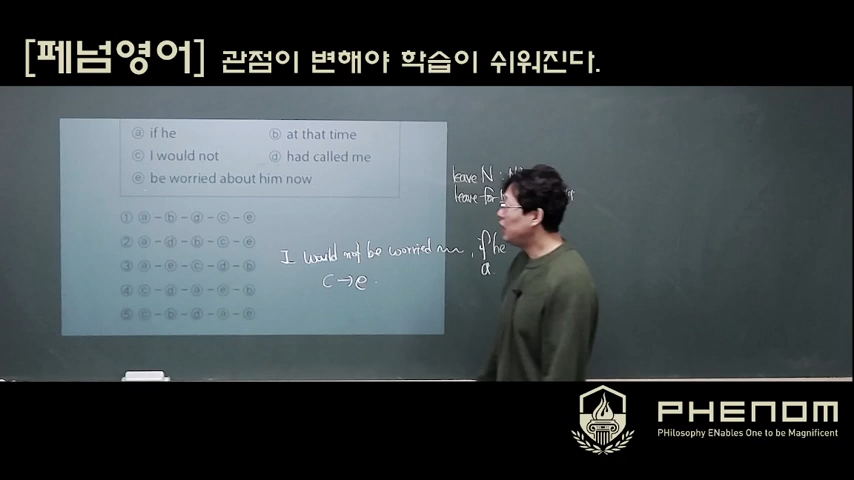 [페넘영어] 관점이 변해야 학습이 쉬워진다.
ⓐ if he ⓑ at that time
ⓒ I would not ⓓ had called me
ⓔ be worried about him now
① ⓐ - ⓑ - ⓓ - ⓒ - ⓔ
② ⓐ - ⓓ - ⓑ - ⓒ - ⓔ
③ ⓐ - ⓔ - ⓒ - ⓓ - ⓑ
④ ⓒ - ⓓ - ⓐ - ⓔ - ⓑ
⑤ ⓒ - ⓑ - ⓓ - ⓐ - ⓔ
leave N :
leave for
I would not be worried , if he
c → e . a.
PHENOM
PHilosophy ENables One to be Magnificent